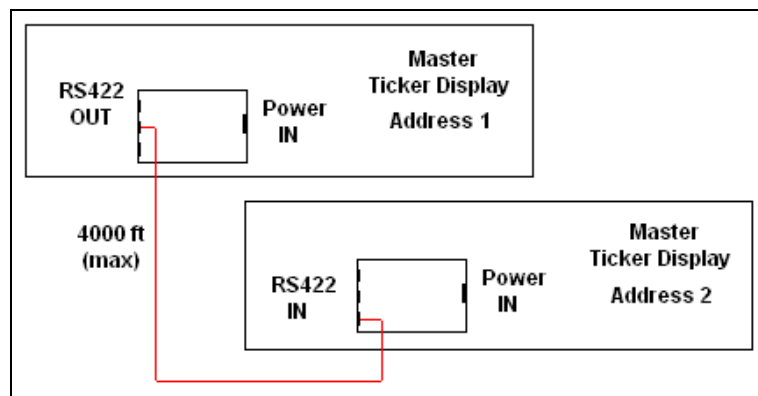 RS422
OUT
Power
IN
Master
Ticker Display
Address 1
4000 ft
(max)
RS422
IN
Power
IN
Master
Ticker Display
Address 2